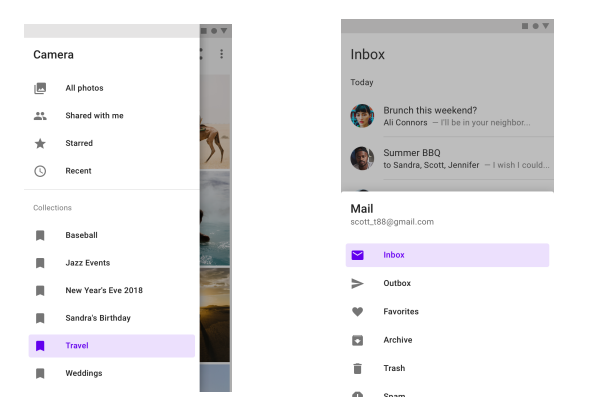 Camera
All photos
Shared with me
Starred
Recent
Collections
Baseball
Jazz Events
New Year's Eve 2018
Sandra's Birthday
Travel
Weddings
Inbox
Today
Brunch this weekend?
Ali Connors — I'll be in your neighbor...
Summer BBQ
to Sandra, Scott, Jennifer — I wish I could...
Mail
scott_t88@gmail.com
Inbox
Outbox
Favorites
Archive
Trash
Spam